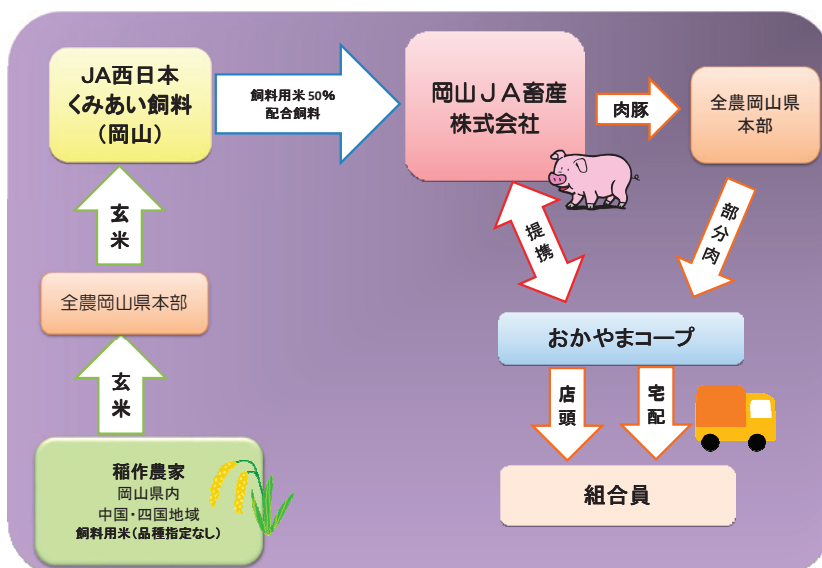 JA西日本
くみあい飼料
(岡山)
飼料用米50%
配合飼料
岡山JA畜産
株式会社
肉豚
全農岡山県
本部
玄米
提携
部分肉
全農岡山県本部
おかやまコープ
玄米
店頭
宅配
稲作農家
岡山県内
中国・四国地域
飼料用米(品種指定なし)
組合員